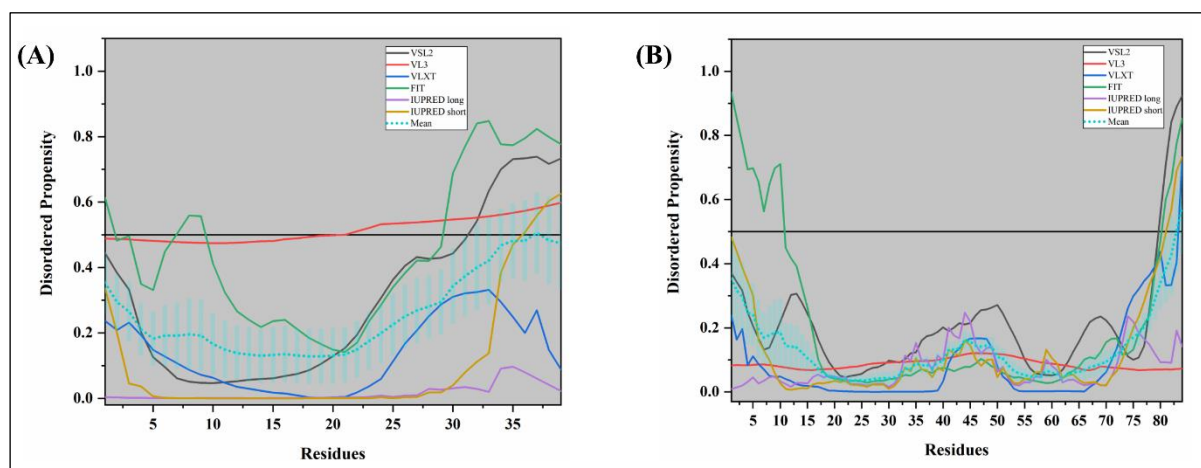 (A)
Disordered Propensity
1.0
0.8
0.6
0.4
0.2
0.0
VSL2
VL3
VLXT
FIT
IUPRED long
IUPRED short
Mean
5 10 15 20 25 30 35
Residues
(B)
Disordered Propensity
1.0
0.8
0.6
0.4
0.2
0.0
VSL2
VL3
VLXT
FIT
IUPRED long
IUPRED short
Mean
5 10 15 20 25 30 35 40 45 50 55 60 65 70 75 80
Residues